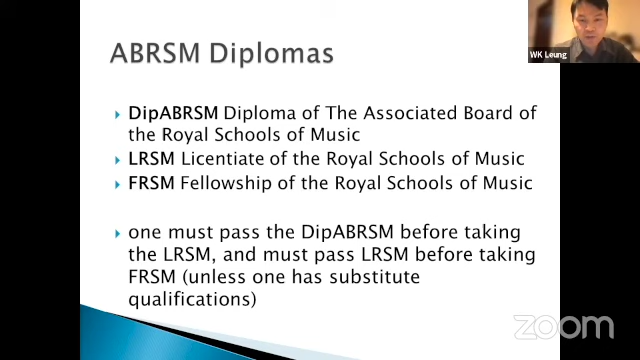 ABRSM Diplomas
WK Leung
DipABRSM Diploma of The Associated Board of
the Royal Schools of Music
LRSM Licentiate of the Royal Schools of Music
FRSM Fellowship of the Royal Schools of Music
one must pass the DipABRSM before taking
the LRSM, and must pass LRSM before taking
FRSM (unless one has substitute
qualifications)
zoom